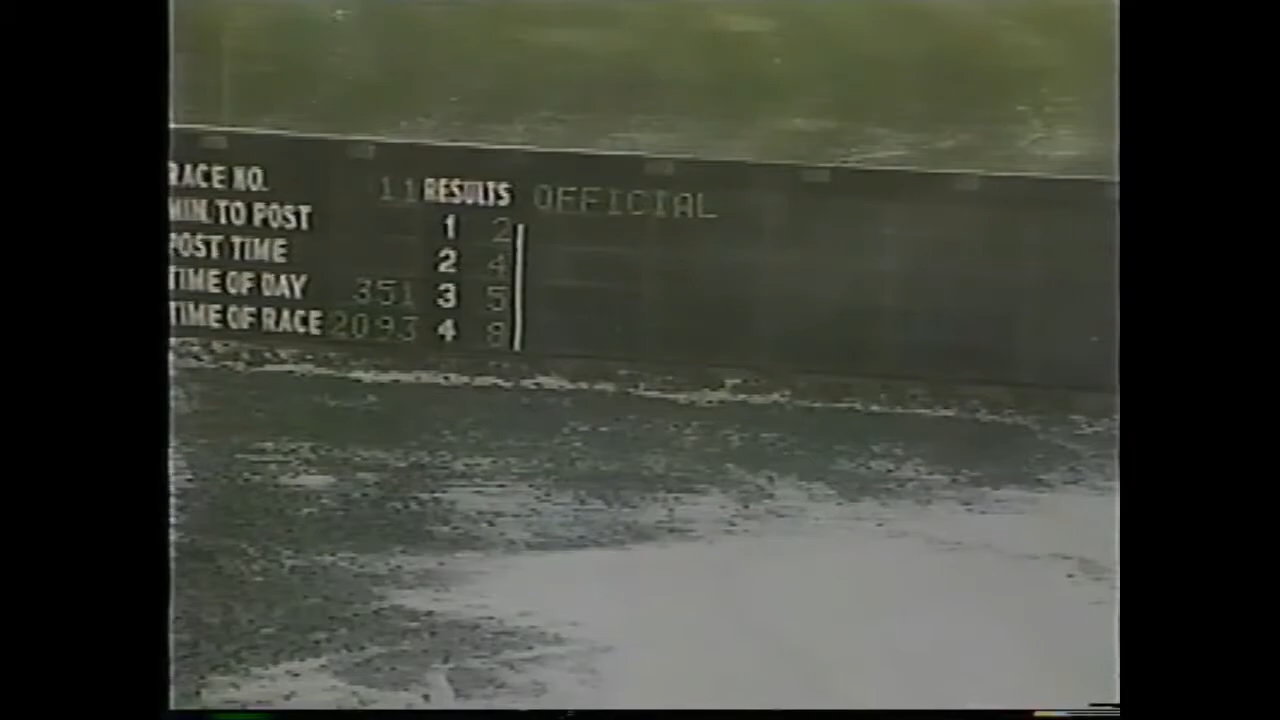 RACE NO. 11 RESULTS OFFICIAL
MIN. TO POST 1 2
POST TIME 2 4
TIME OF DAY 351 3 5
TIME OF RACE 2093 4 8